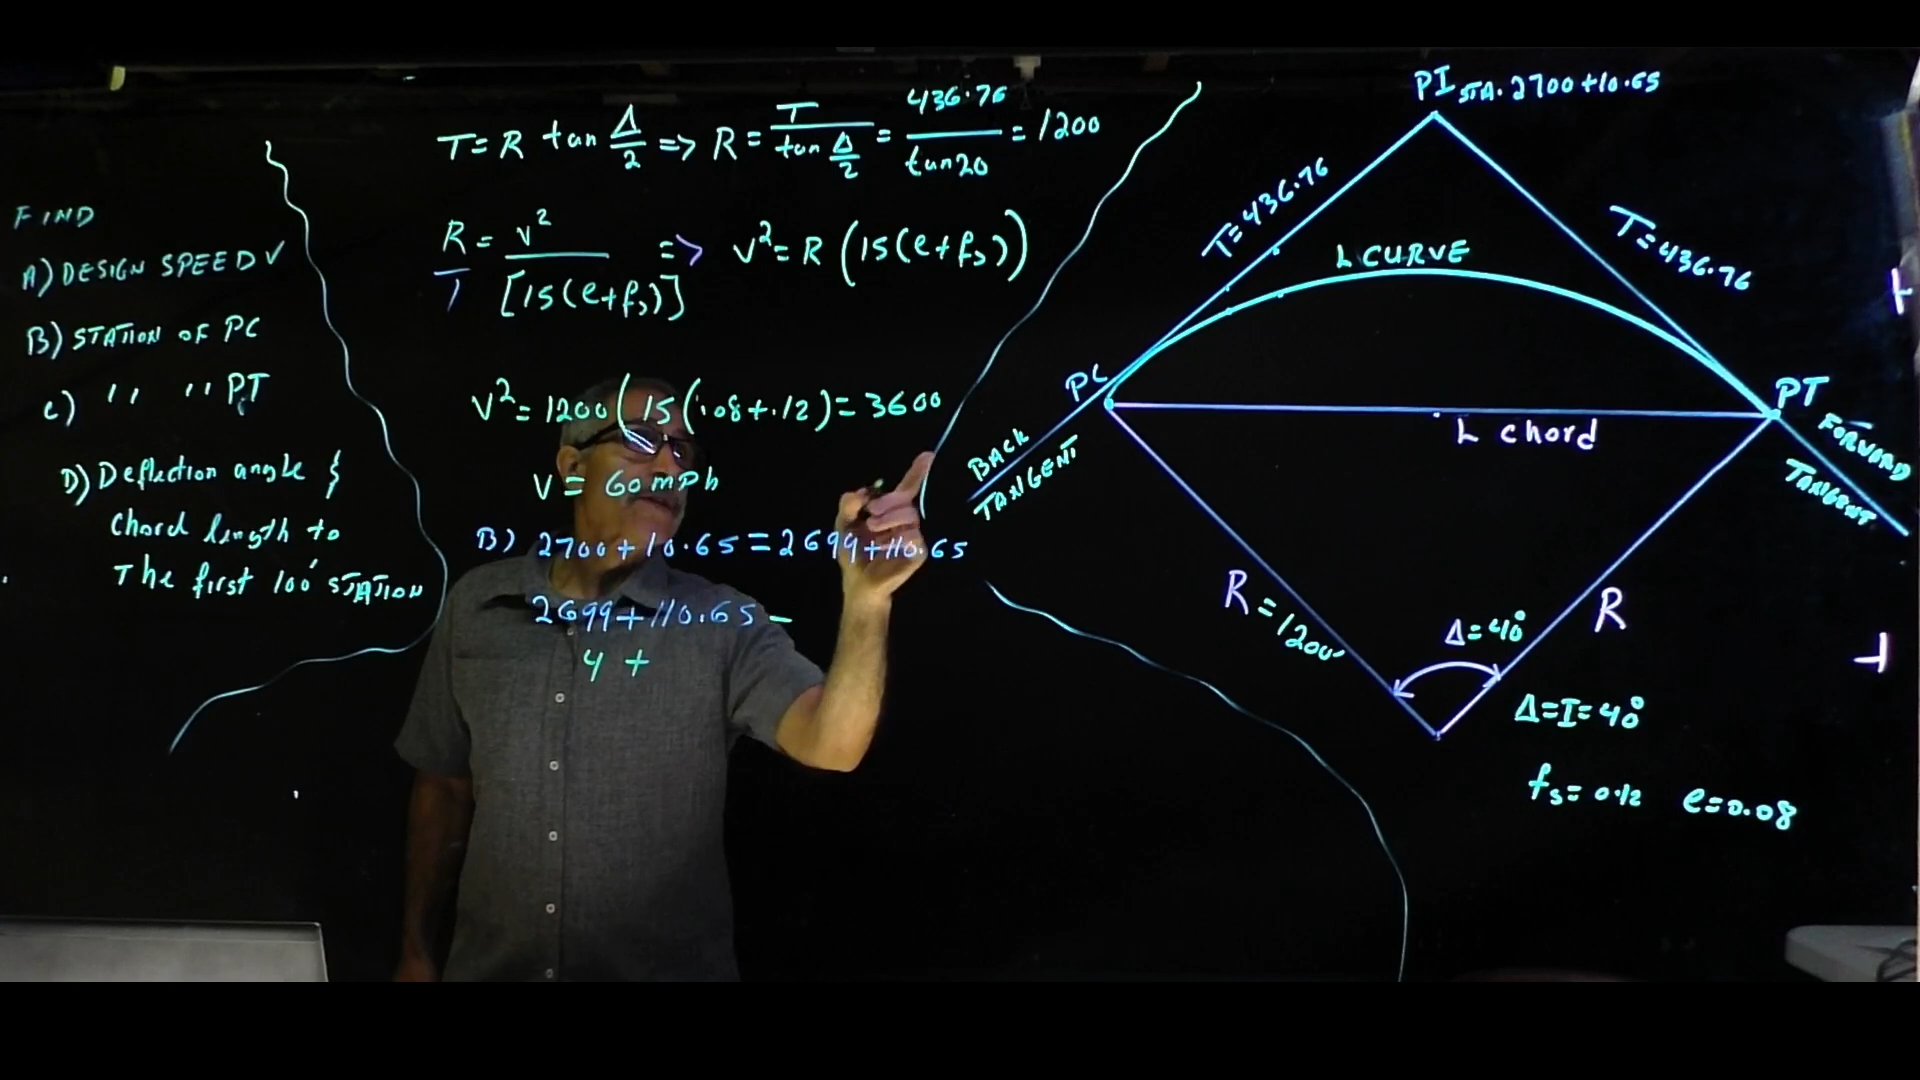 FIND
A) DESIGN SPEED V
B) STATION OF PC
C) '' '' PT
D) Deflection angle &
Chord length to
The first 100' STATION
T = R tan Δ/2 => R = T / tan Δ/2 = 436.76 / tan20 = 1200
R/1 = V² / [15(e+fs)] => V² = R (15(e+fs))
V² = 1200 (15(.08+.12) = 3600
V = 60 mph
B) 2700+10.65 = 2699+110.65
2699+110.65 -
4 +
PI STA. 2700+10.65
T=436.76
T=436.76
L CURVE
PC
PT
L chord
BACK
TANGENT
FORWARD
TANGENT
R=1200'
R
Δ=40°
Δ=I=40°
fs= 0.12 e=0.08